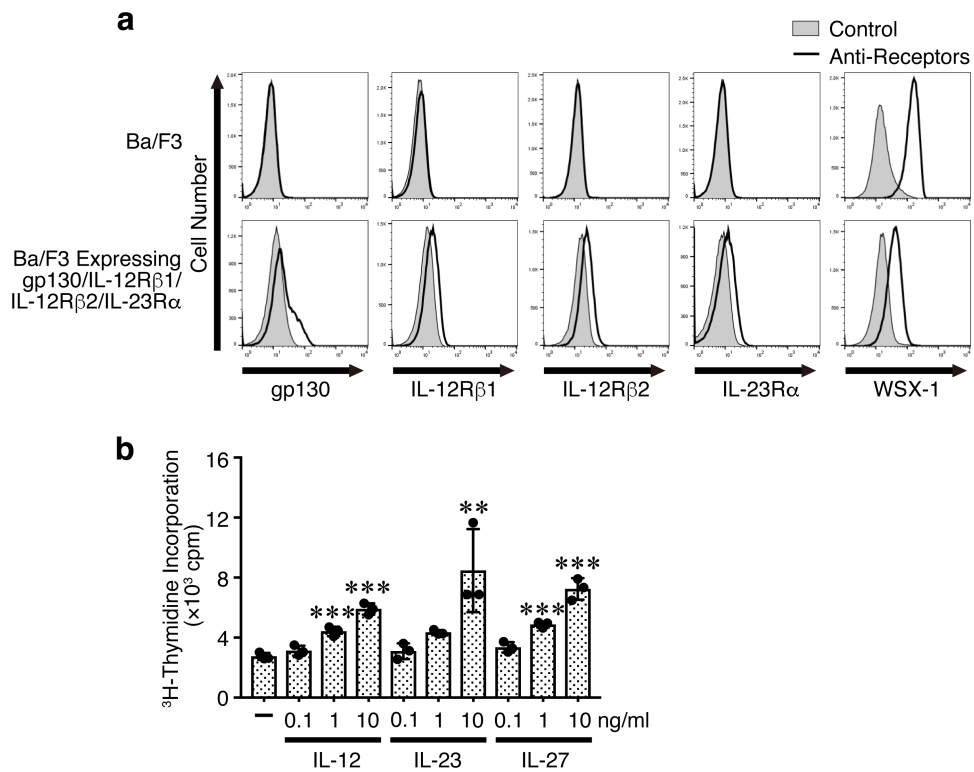 a
Control
Anti-Receptors
Ba/F3
Ba/F3 Expressing
gp130/IL-12Rβ1/
IL-12Rβ2/IL-23Rα
Cell Number
gp130
IL-12Rβ1
IL-12Rβ2
IL-23Rα
WSX-1
b
³H-Thymidine Incorporation
(×10³ cpm)
16
12
8
4
0
*** *** ** *** ***
– 0.1 1 10 0.1 1 10 0.1 1 10 ng/ml
IL-12 IL-23 IL-27